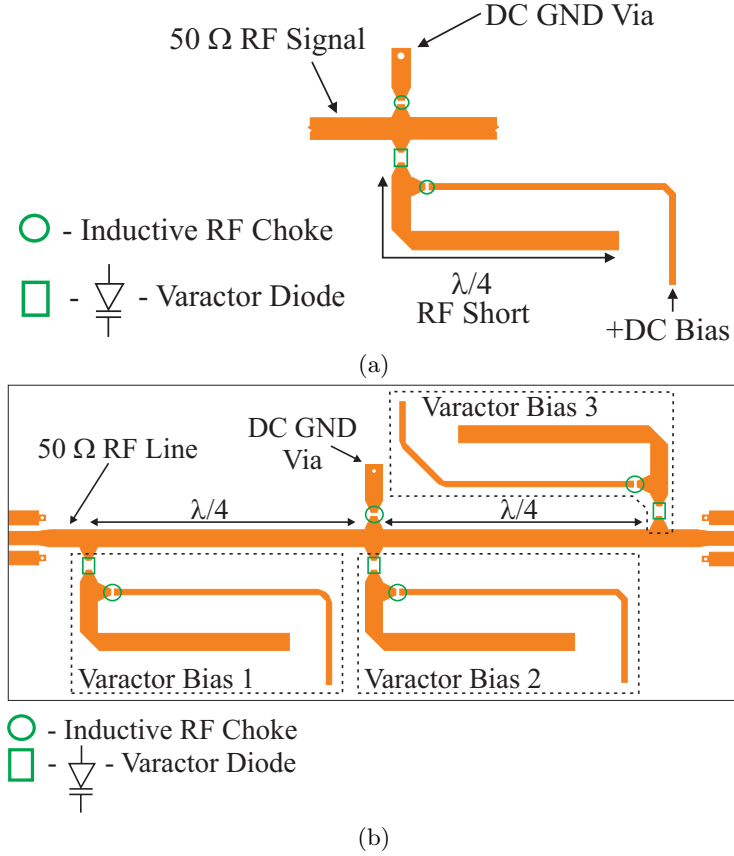 DC GND Via
50 Ω RF Signal
- Inductive RF Choke
- - Varactor Diode
λ/4
RF Short
+DC Bias
(a)
Varactor Bias 3
50 Ω RF Line
DC GND
Via
λ/4
λ/4
Varactor Bias 1
Varactor Bias 2
- Inductive RF Choke
- - Varactor Diode
(b)